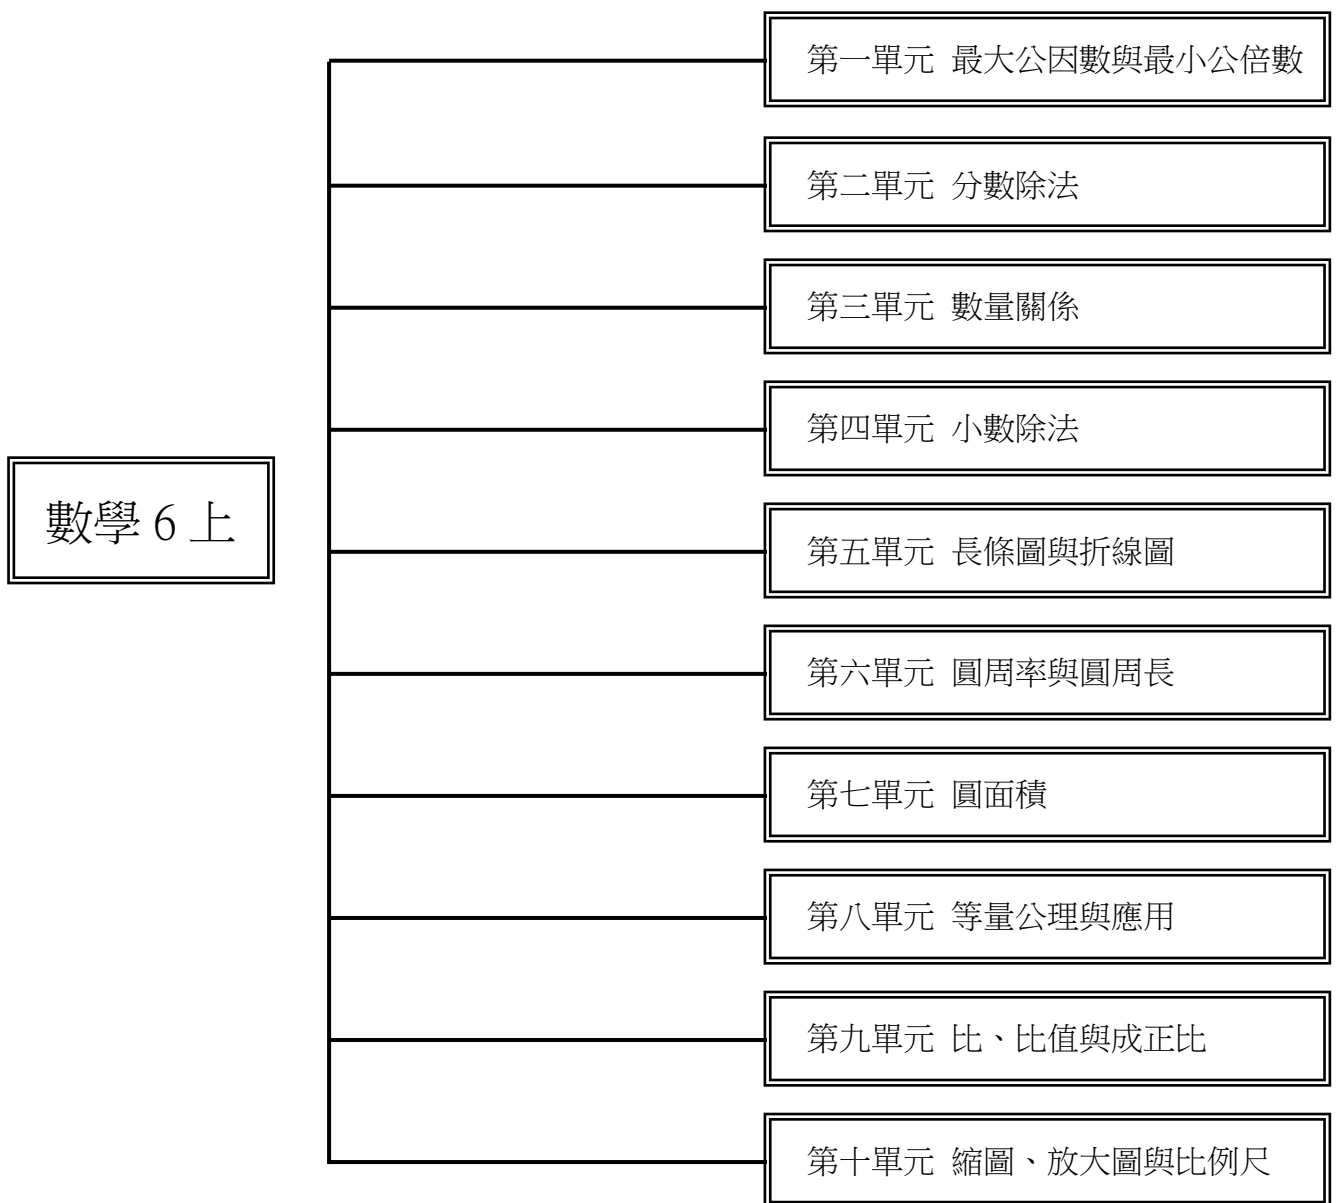 數學 6 上
第一單元 最大公因數與最小公倍數
第二單元 分數除法
第三單元 數量關係
第四單元 小數除法
第五單元 長條圖與折線圖
第六單元 圓周率與圓周長
第七單元 圓面積
第八單元 等量公理與應用
第九單元 比、比值與成正比
第十單元 縮圖、放大圖與比例尺